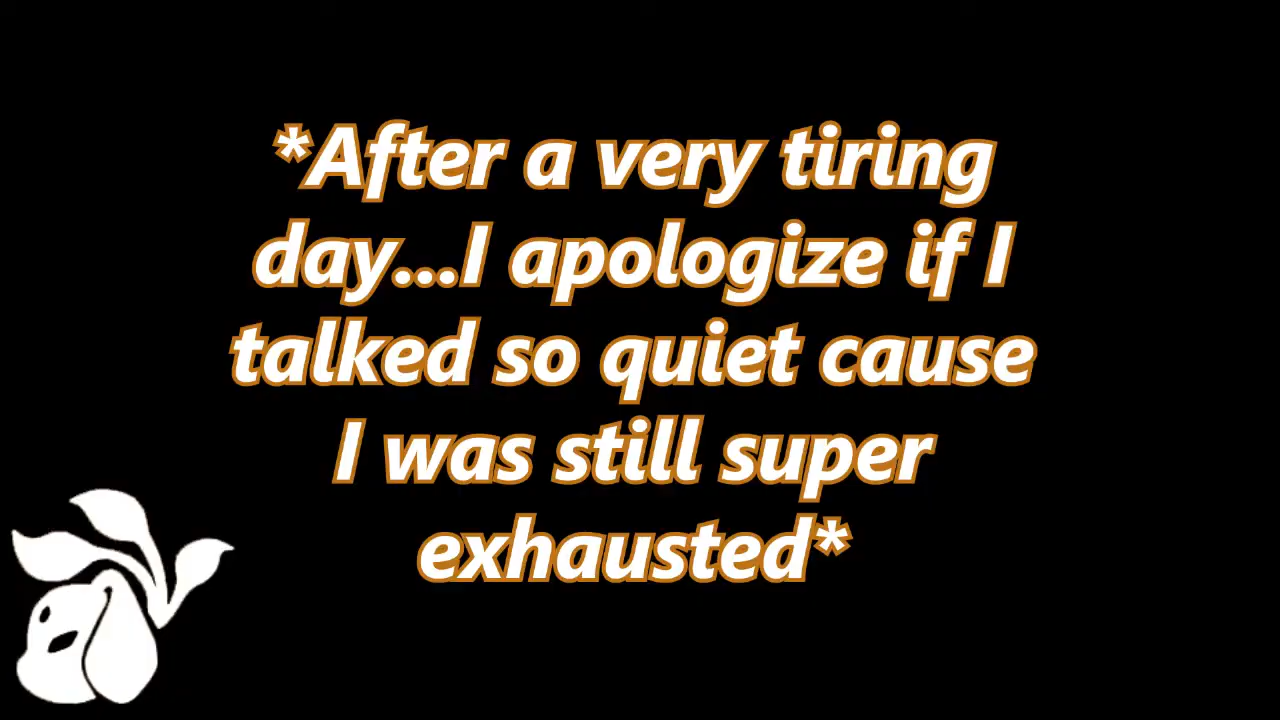 *After a very tiring
day...I apologize if I
talked so quiet cause
I was still super
exhausted*